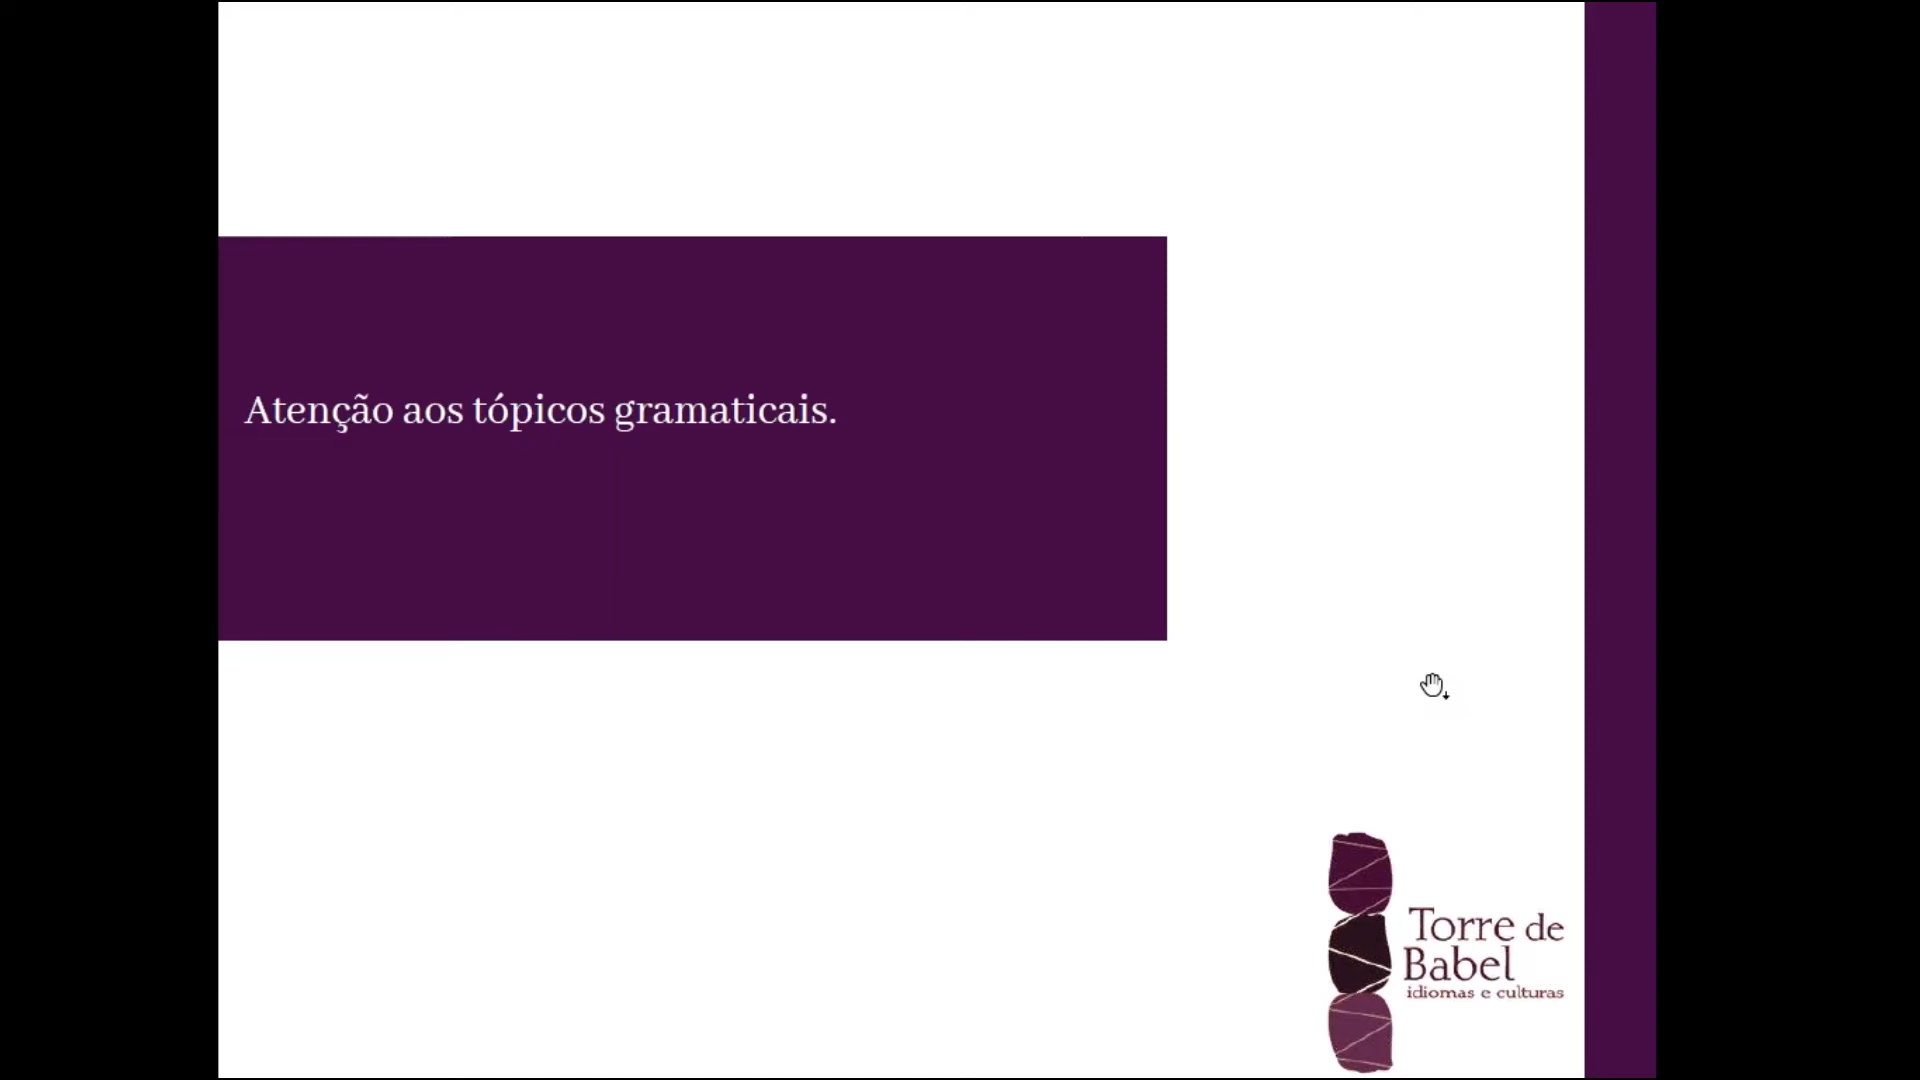 Atenção aos tópicos gramaticais.
Torre de
Babel
idiomas e culturas